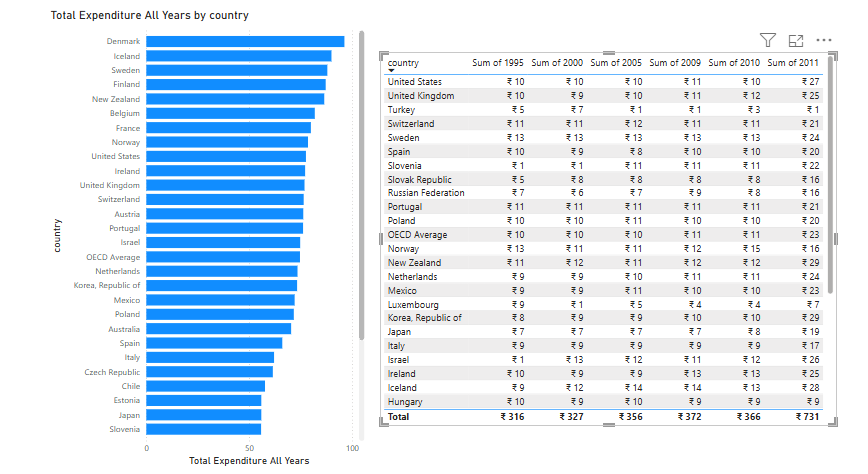 Total Expenditure All Years by country
Denmark
Iceland
Sweden
Finland
New Zealand
Belgium
France
Norway
United States
Ireland
United Kingdom
Switzerland
Austria
Portugal
Israel
OECD Average
Netherlands
Korea, Republic of
Mexico
Poland
Australia
Spain
Italy
Czech Republic
Chile
Estonia
Japan
Slovenia
country
0 50 100
Total Expenditure All Years
country Sum of 1995 Sum of 2000 Sum of 2005 Sum of 2009 Sum of 2010 Sum of 2011
United States ₹ 10 ₹ 10 ₹ 10 ₹ 11 ₹ 10 ₹ 27
United Kingdom ₹ 10 ₹ 9 ₹ 10 ₹ 11 ₹ 12 ₹ 25
Turkey ₹ 5 ₹ 7 ₹ 1 ₹ 1 ₹ 3 ₹ 1
Switzerland ₹ 11 ₹ 11 ₹ 12 ₹ 11 ₹ 11 ₹ 21
Sweden ₹ 13 ₹ 13 ₹ 13 ₹ 13 ₹ 13 ₹ 24
Spain ₹ 10 ₹ 9 ₹ 8 ₹ 10 ₹ 10 ₹ 20
Slovenia ₹ 1 ₹ 1 ₹ 11 ₹ 11 ₹ 11 ₹ 22
Slovak Republic ₹ 5 ₹ 8 ₹ 8 ₹ 8 ₹ 8 ₹ 16
Russian Federation ₹ 7 ₹ 6 ₹ 7 ₹ 9 ₹ 8 ₹ 16
Portugal ₹ 11 ₹ 11 ₹ 11 ₹ 11 ₹ 11 ₹ 21
Poland ₹ 10 ₹ 10 ₹ 11 ₹ 10 ₹ 10 ₹ 20
OECD Average ₹ 10 ₹ 10 ₹ 10 ₹ 11 ₹ 11 ₹ 23
Norway ₹ 13 ₹ 11 ₹ 11 ₹ 12 ₹ 15 ₹ 16
New Zealand ₹ 11 ₹ 12 ₹ 11 ₹ 12 ₹ 12 ₹ 29
Netherlands ₹ 9 ₹ 9 ₹ 10 ₹ 11 ₹ 11 ₹ 24
Mexico ₹ 9 ₹ 9 ₹ 11 ₹ 10 ₹ 10 ₹ 23
Luxembourg ₹ 9 ₹ 1 ₹ 5 ₹ 4 ₹ 4 ₹ 7
Korea, Republic of ₹ 8 ₹ 9 ₹ 9 ₹ 10 ₹ 10 ₹ 29
Japan ₹ 7 ₹ 7 ₹ 7 ₹ 7 ₹ 8 ₹ 19
Italy ₹ 9 ₹ 9 ₹ 9 ₹ 9 ₹ 9 ₹ 17
Israel ₹ 1 ₹ 13 ₹ 12 ₹ 11 ₹ 12 ₹ 26
Ireland ₹ 10 ₹ 9 ₹ 9 ₹ 13 ₹ 13 ₹ 25
Iceland ₹ 9 ₹ 12 ₹ 14 ₹ 14 ₹ 13 ₹ 28
Hungary ₹ 10 ₹ 9 ₹ 10 ₹ 9 ₹ 9 ₹ 9
Total ₹ 316 ₹ 327 ₹ 356 ₹ 372 ₹ 366 ₹ 731